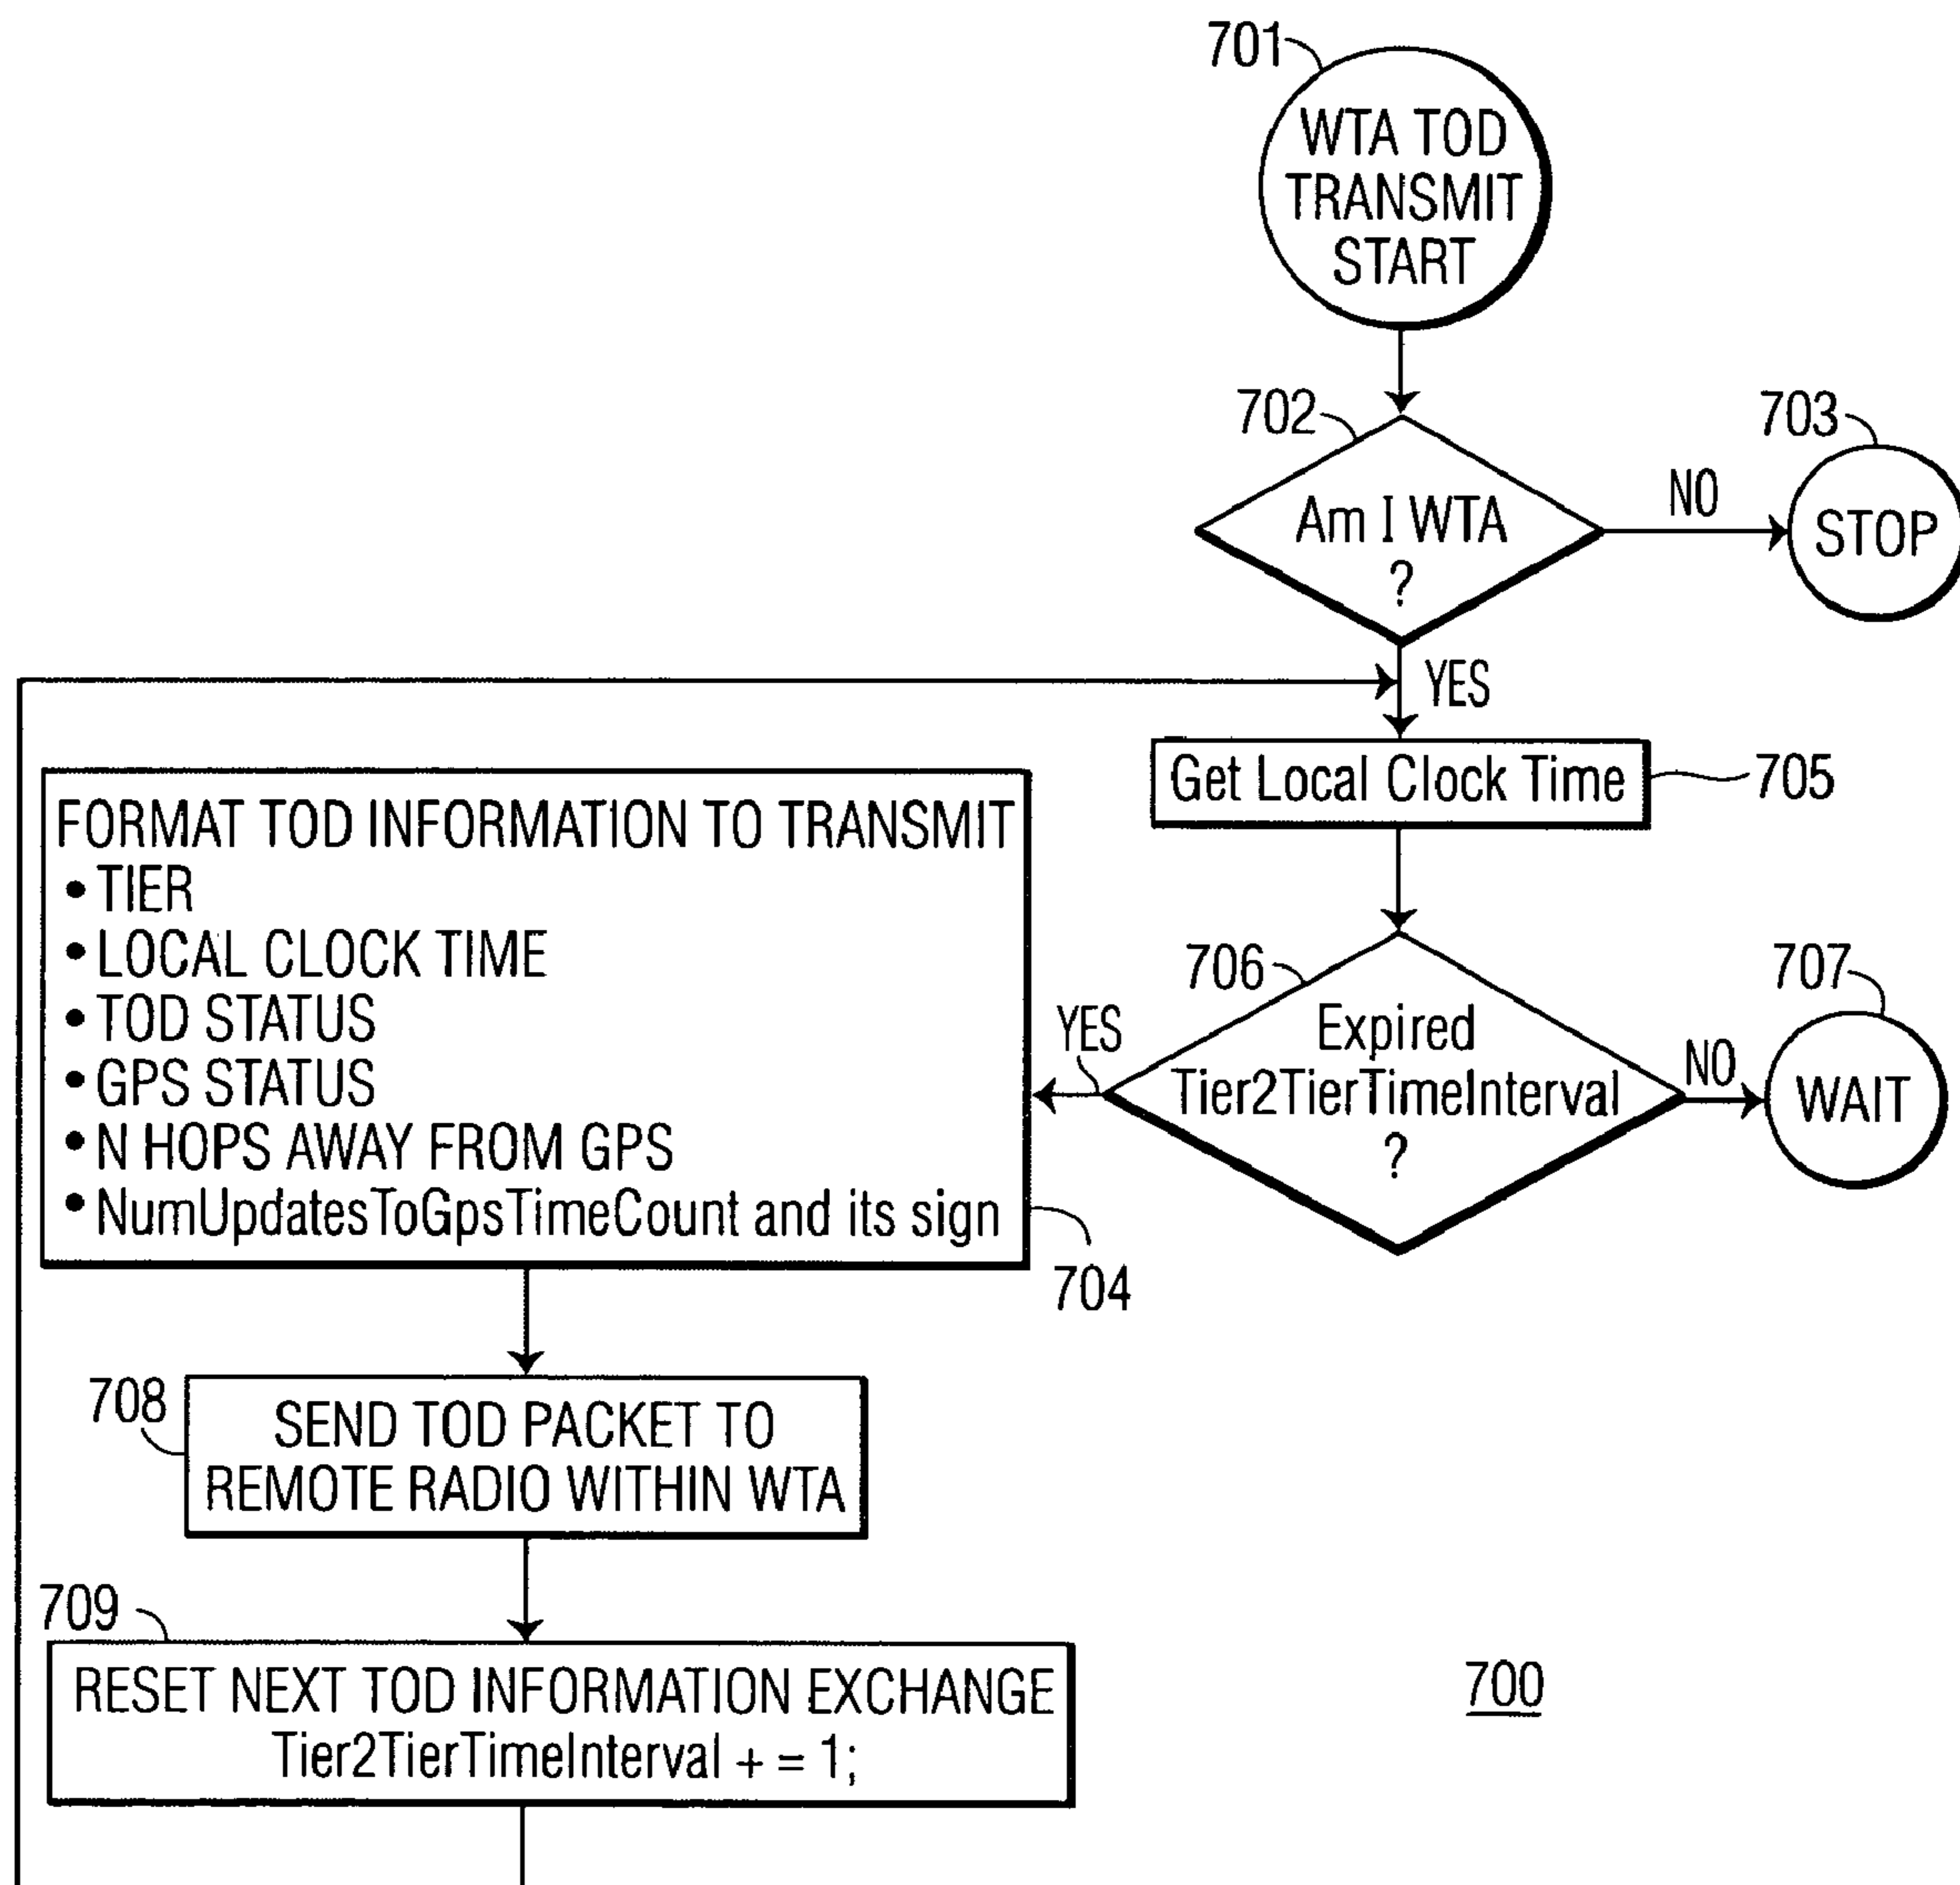 701
WTA TOD
TRANSMIT
START
702
Am I WTA
?
NO
703
STOP
YES
Get Local Clock Time
705
706
Expired
Tier2TierTimeInterval
?
NO
707
WAIT
YES
FORMAT TOD INFORMATION TO TRANSMIT
• TIER
• LOCAL CLOCK TIME
• TOD STATUS
• GPS STATUS
• N HOPS AWAY FROM GPS
• NumUpdatesToGpsTimeCount and its sign
704
708
SEND TOD PACKET TO
REMOTE RADIO WITHIN WTA
709
RESET NEXT TOD INFORMATION EXCHANGE
Tier2TierTimeInterval + = 1;
700